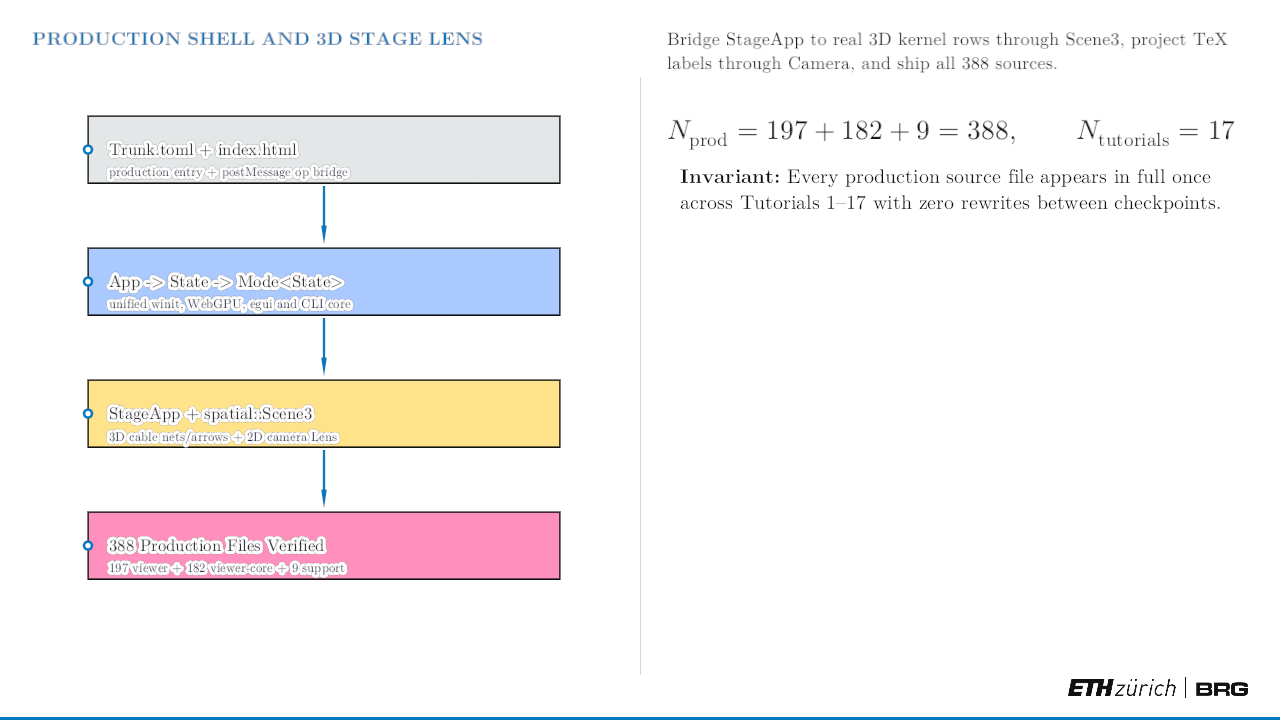 PRODUCTION SHELL AND 3D STAGE LENS
Trunk.toml + index.html
production entry + postMessage op bridge
App -> State -> Mode<State>
unified winit, WebGPU, egui and CLI core
StageApp + spatial::Scene3
3D cable nets/arrows + 2D camera Lens
388 Production Files Verified
197 viewer + 182 viewer-core + 9 support
Bridge StageApp to real 3D kernel rows through Scene3, project TeX
labels through Camera, and ship all 388 sources.
N_prod = 197 + 182 + 9 = 388, N_tutorials = 17
Invariant: Every production source file appears in full once
across Tutorials 1–17 with zero rewrites between checkpoints.
ETH zürich | BRG